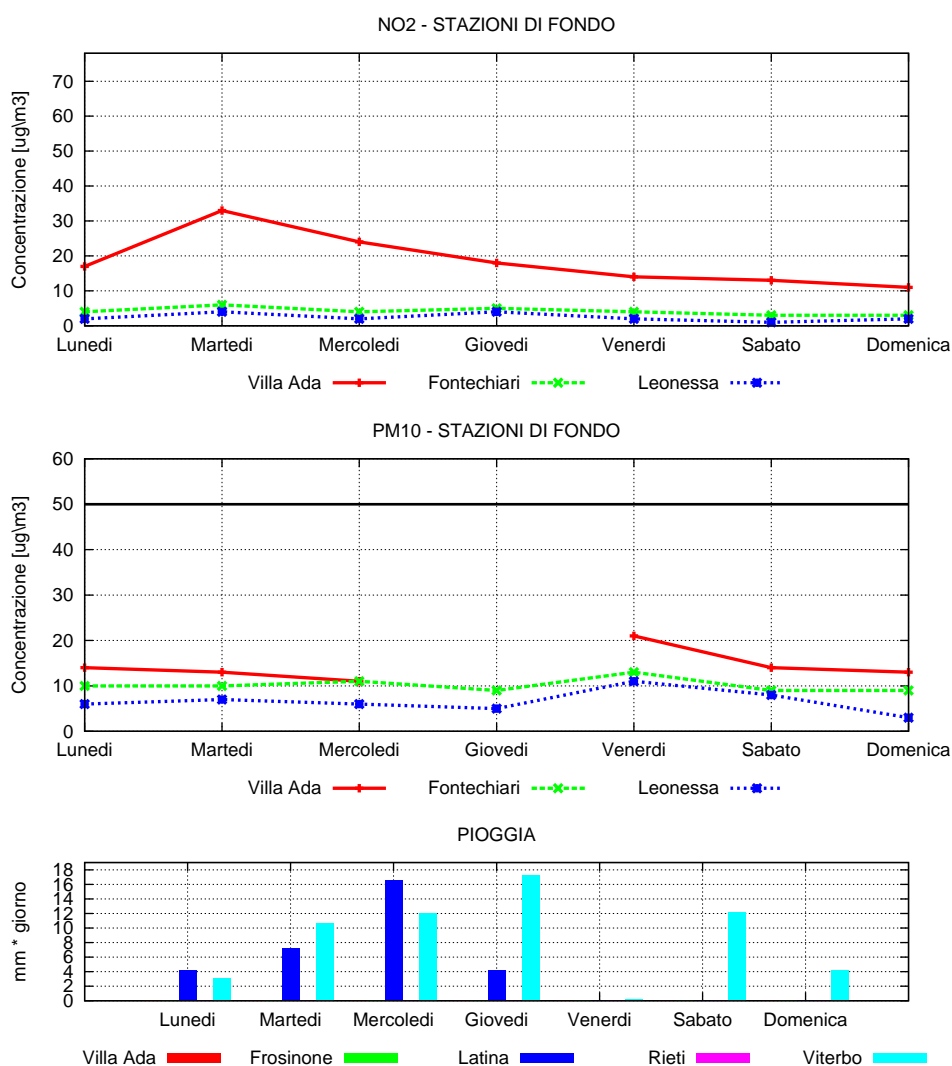 NO2 - STAZIONI DI FONDO
Concentrazione [ug\m3]
70
60
50
40
30
20
10
0
Lunedi Martedi Mercoledi Giovedi Venerdi Sabato Domenica
Villa Ada Fontechiari Leonessa
PM10 - STAZIONI DI FONDO
Concentrazione [ug\m3]
60
50
40
30
20
10
0
Lunedi Martedi Mercoledi Giovedi Venerdi Sabato Domenica
Villa Ada Fontechiari Leonessa
PIOGGIA
mm * giorno
18
16
14
12
10
8
6
4
2
0
Lunedi Martedi Mercoledi Giovedi Venerdi Sabato Domenica
Villa Ada Frosinone Latina Rieti Viterbo